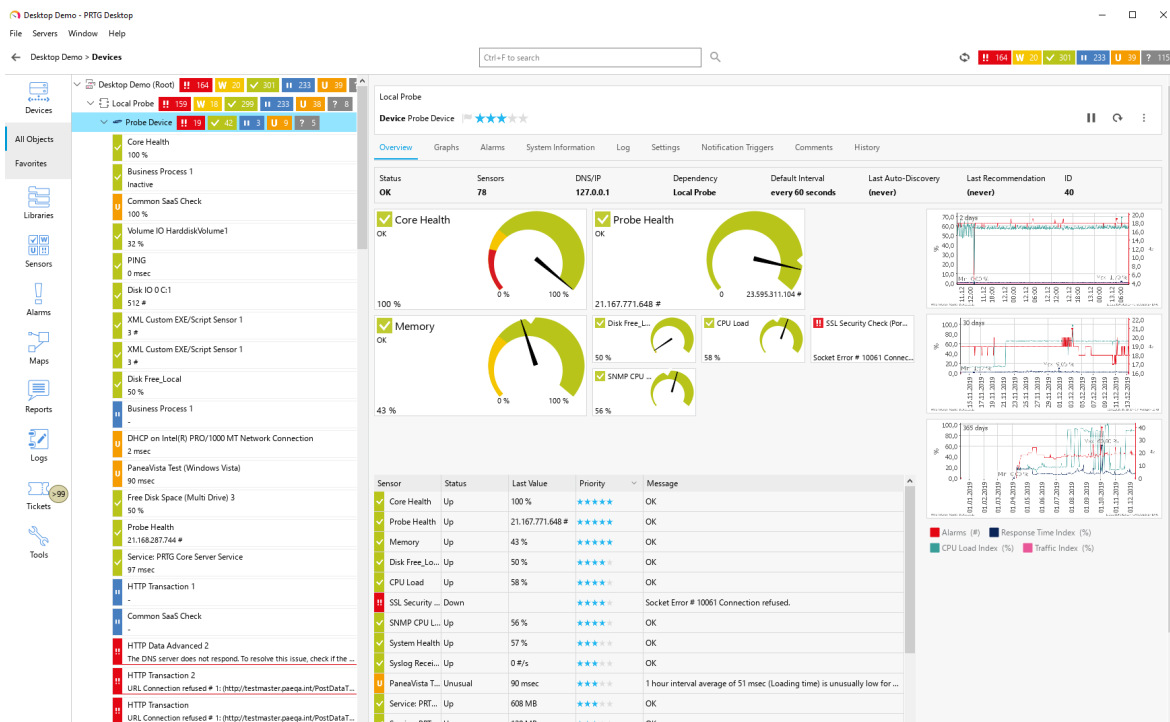 Desktop Demo - PRTG Desktop
File Servers Window Help
Desktop Demo > Devices
Ctrl+F to search
!! 164 W 20 301 II 233 U 39 ? 115
Devices
All Objects
Favorites
Libraries
Sensors
Alarms
Maps
Reports
Logs
Tickets
>99
Tools
Desktop Demo (Root) !! 164 W 20 301 II 233 U 39
Local Probe !! 159 W 16 299 II 233 U 38 ? 8
Probe Device !! 19 42 II 3 U 9 ? 5
Core Health
100 %
Business Process 1
Inactive
Common SaaS Check
100 %
Volume IO HarddiskVolume1
32 %
PING
0 msec
Disk IO 0 C:1
512 #
XML Custom EXE/Script Sensor 1
3 #
XML Custom EXE/Script Sensor 1
3 #
Disk Free_Local
50 %
Business Process 1
-
DHCP on Intel(R) PRO/1000 MT Network Connection
2 msec
PaneaVista Test (Windows Vista)
90 msec
Free Disk Space (Multi Drive) 3
50 %
Probe Health
21.168.287.744 #
Service: PRTG Core Server Service
97 msec
HTTP Transaction 1
-
Common SaaS Check
-
HTTP Data Advanced 2
The DNS server does not respond. To resolve this issue, check if the ...
HTTP Transaction 2
URL Connection refused # 1: (http://testmaster.paeqa.int/PostDataT...
HTTP Transaction
URL Connection refused # 1: (http://testmaster.paeqa.int/PostDataT...
Local Probe
Device Probe Device
Overview Graphs Alarms System Information Log Settings Notification Triggers Comments History
Status Sensors DNS/IP Dependency Default Interval Last Auto-Discovery Last Recommendation ID
OK 78 127.0.0.1 Local Probe every 60 seconds (never) (never) 40
Core Health
OK
0 % 100 %
100 %
Probe Health
OK
0 23.595.311.104 #
21.167.771.648 #
Memory
OK
0 % 100 %
43 %
Disk Free_L...
50 %
CPU Load
58 %
SSL Security Check (Por...
Socket Error # 10061 Connec...
SNMP CPU ...
56 %
Sensor Status Last Value Priority Message
Core Health Up 100 % ★★★★★ OK
Probe Health Up 21.167.771.648 # ★★★★★ OK
Memory Up 43 % ★★★★★ OK
Disk Free_Lo... Up 50 % ★★★★ OK
CPU Load Up 58 % ★★★★ OK
SSL Security ... Down ★★★★ Socket Error # 10061 Connection refused.
SNMP CPU L... Up 56 % ★★★★ OK
System Health Up 57 % ★★★ OK
Syslog Recei... Up 0 #/s ★★★ OK
PaneaVista T... Unusual 90 msec ★★★ 1 hour interval average of 51 msec (Loading time) is unusually low for ...
Service: PRT... Up 608 MB ★★★ OK
2 days
30 days
365 days
Alarms (#) Response Time Index (%)
CPU Load Index (%) Traffic Index (%)